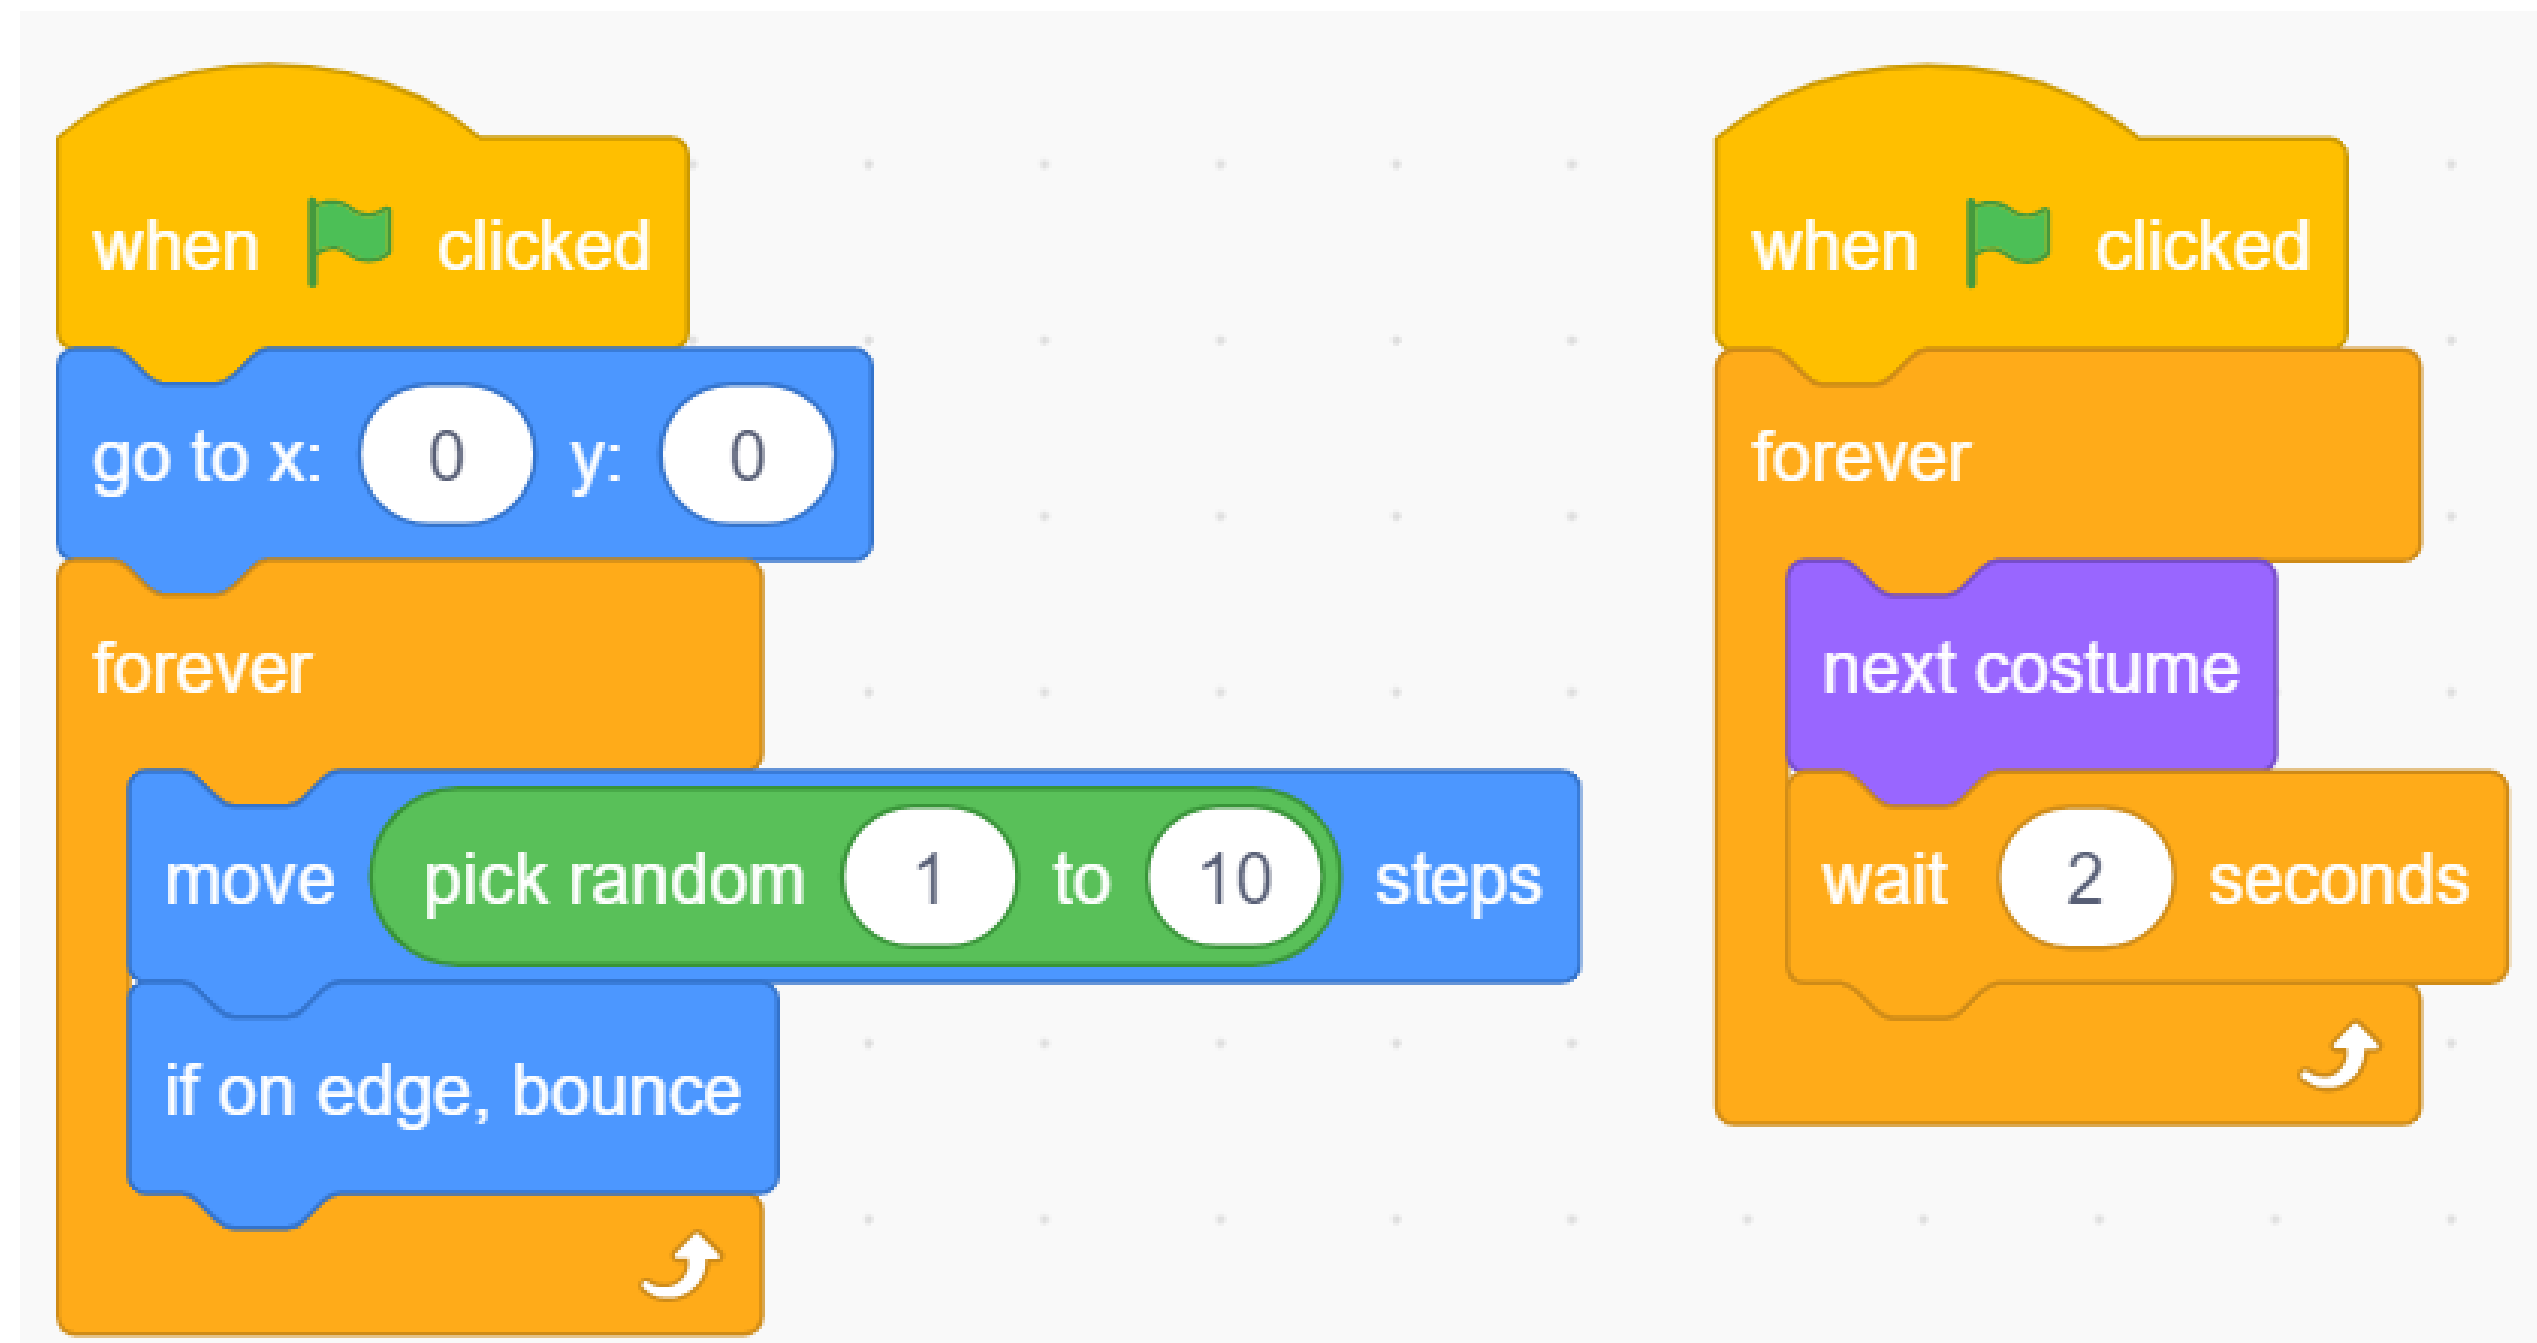 when clicked
go to x: 0 y: 0
forever
move pick random 1 to 10 steps
if on edge, bounce
when clicked
forever
next costume
wait 2 seconds